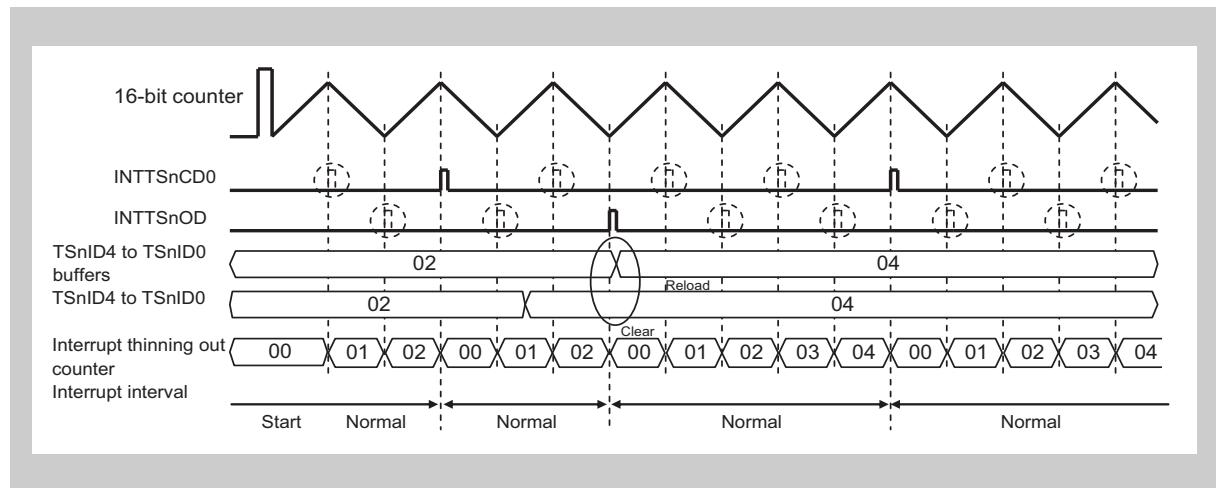 16-bit counter
INTTSnCD0
INTTSnOD
TSnID4 to TSnID0
buffers
02
04
Reload
TSnID4 to TSnID0
02
04
Clear
Interrupt thinning out
counter
00 01 02 00 01 02 00 01 02 03 04 00 01 02 03 04
Interrupt interval
Start Normal Normal Normal Normal